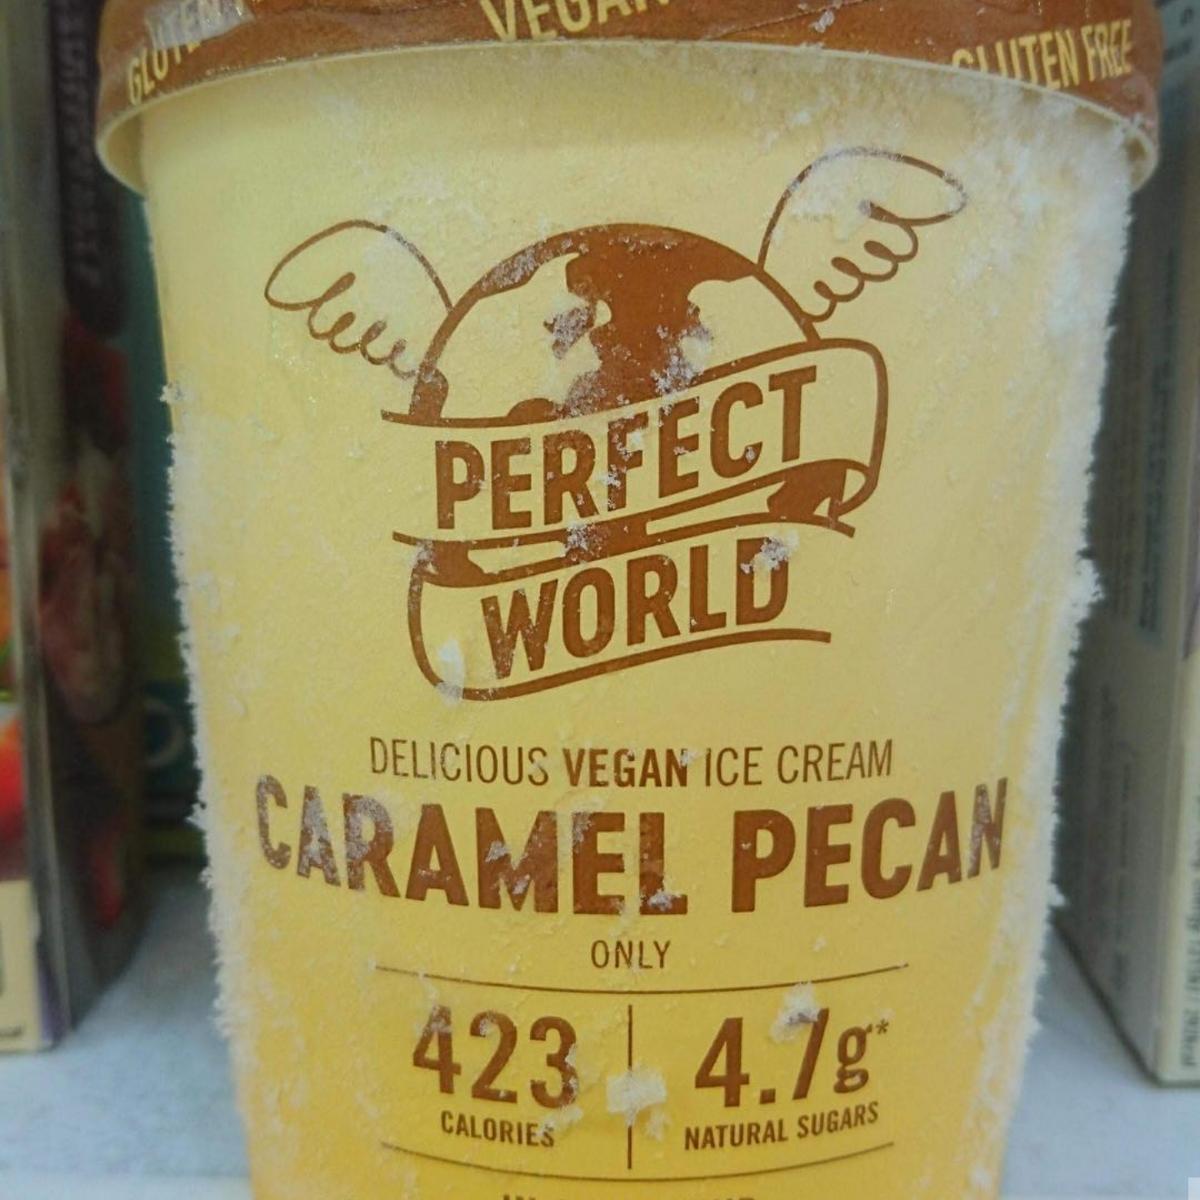 VEGAN
GLUTEN FREE
PERFECT
WORLD
DELICIOUS VEGAN ICE CREAM
CARAMEL PECAN
ONLY
423
CALORIES
4.7g*
NATURAL SUGARS